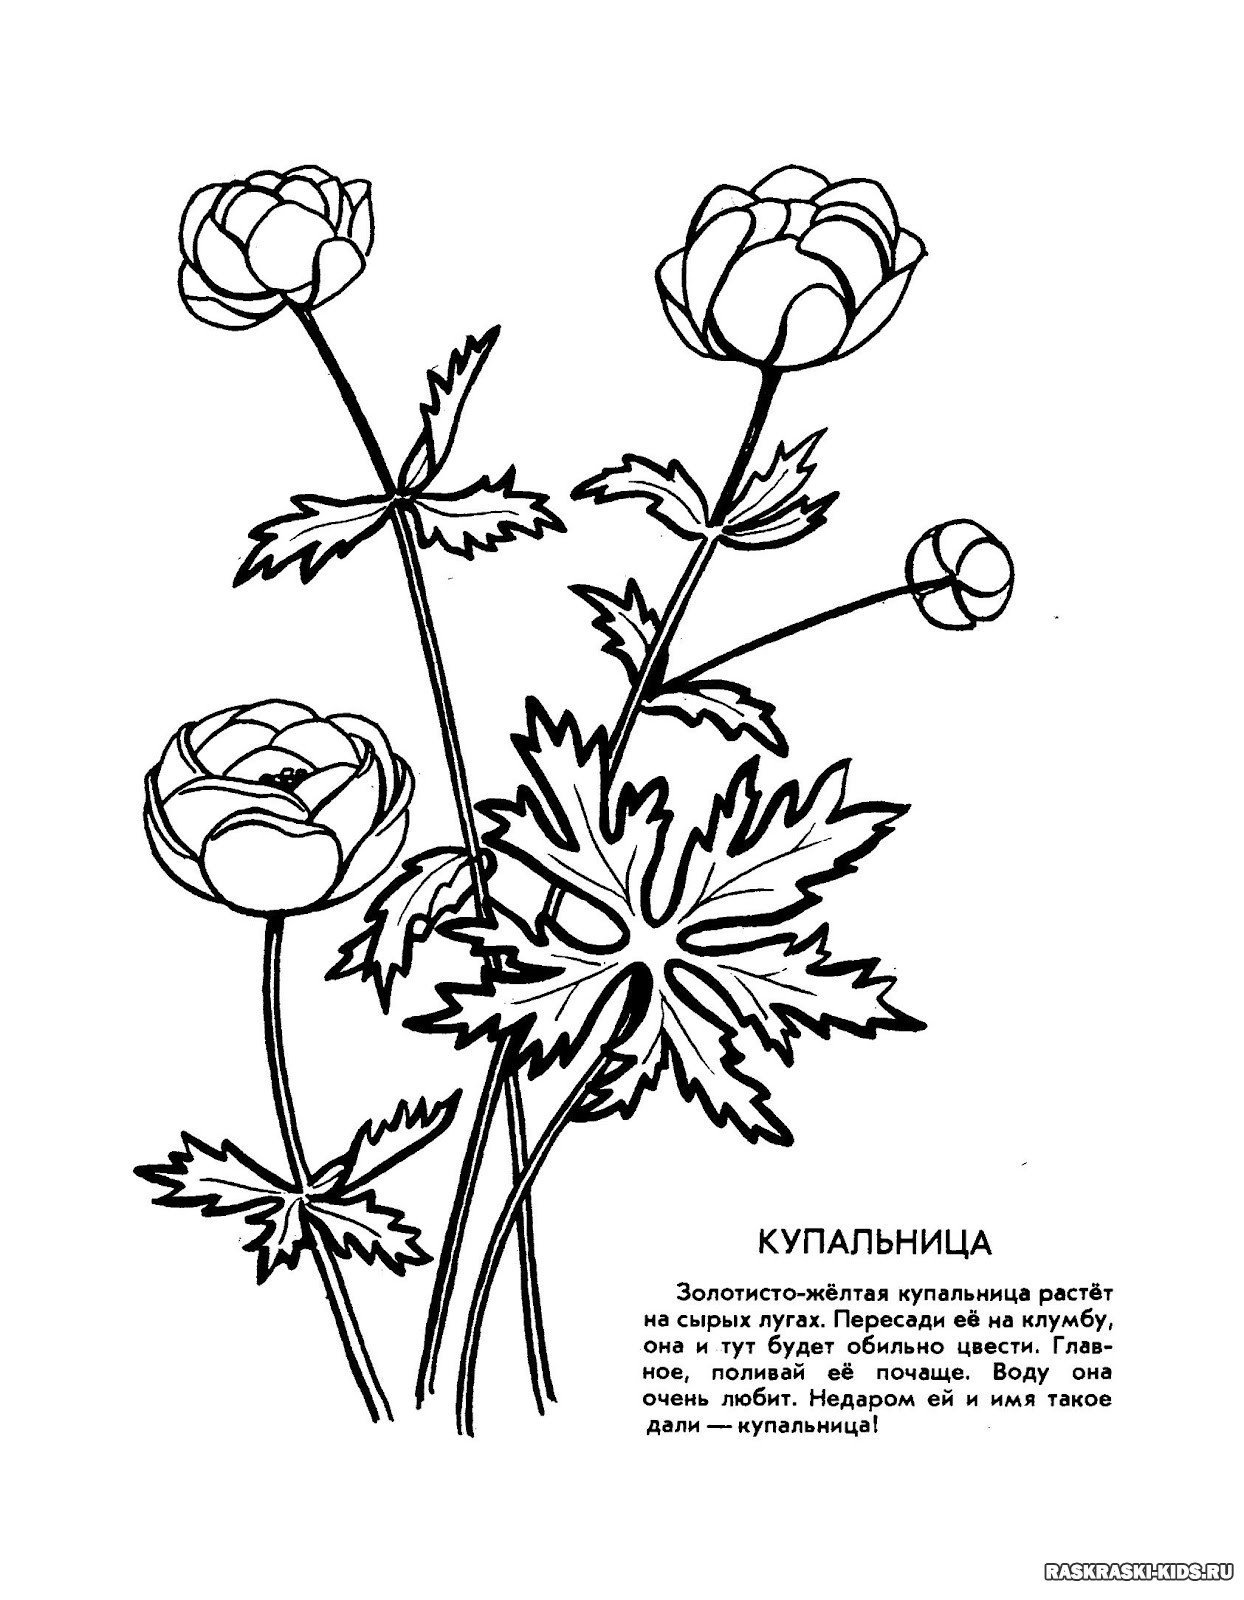 КУПАЛЬНИЦА
Золотисто-жёлтая купальница растёт
на сырых лугах. Пересади её на клумбу,
она и тут будет обильно цвести. Глав-
ное, поливай её почаще. Воду она
очень любит. Недаром ей и имя такое
дали — купальница!
RASKRASKI-KIDS.RU